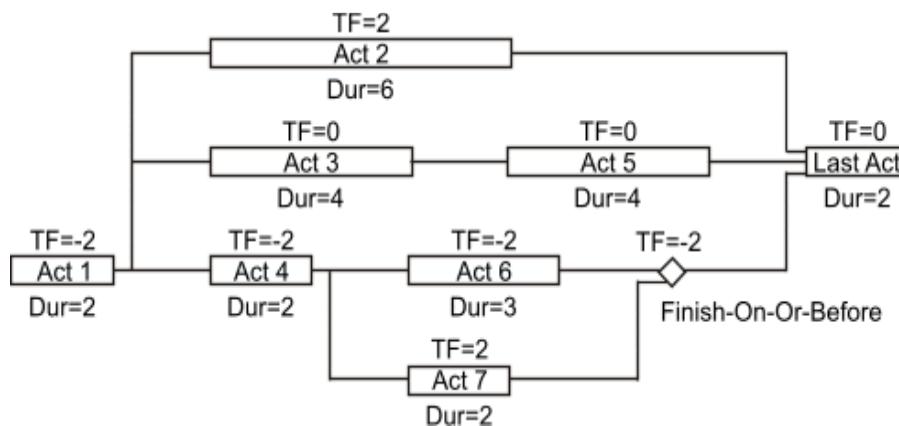 TF=2
Act 2
Dur=6
TF=0
Act 3
Dur=4
TF=0
Act 5
Dur=4
TF=0
Last Act
Dur=2
TF=-2
Act 1
Dur=2
TF=-2
Act 4
Dur=2
TF=-2
Act 6
Dur=3
TF=-2
Finish-On-Or-Before
TF=2
Act 7
Dur=2